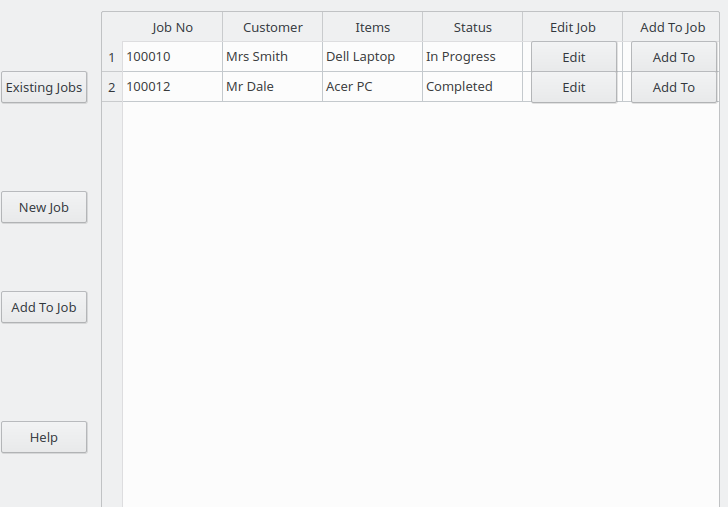 Job No Customer Items Status Edit Job Add To Job
1 100010 Mrs Smith Dell Laptop In Progress Edit Add To
2 100012 Mr Dale Acer PC Completed Edit Add To
Existing Jobs
New Job
Add To Job
Help